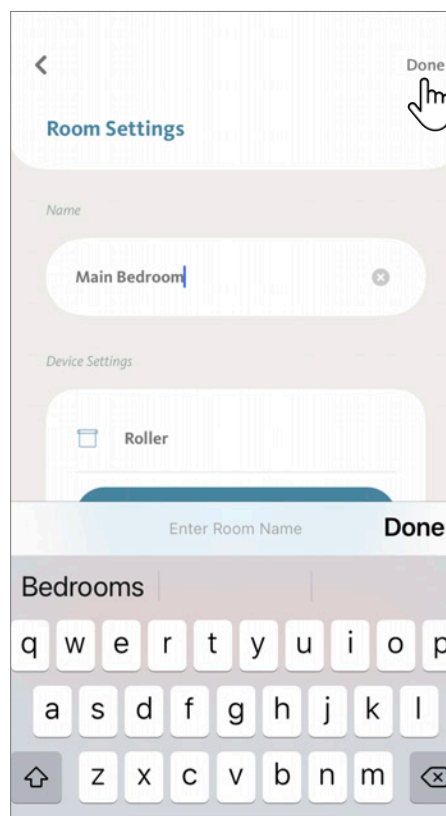 Done
Room Settings
Name
Main Bedroom
Device Settings
Roller
Enter Room Name Done
Bedrooms
q w e r t y u i o p
a s d f g h j k l
z x c v b n m